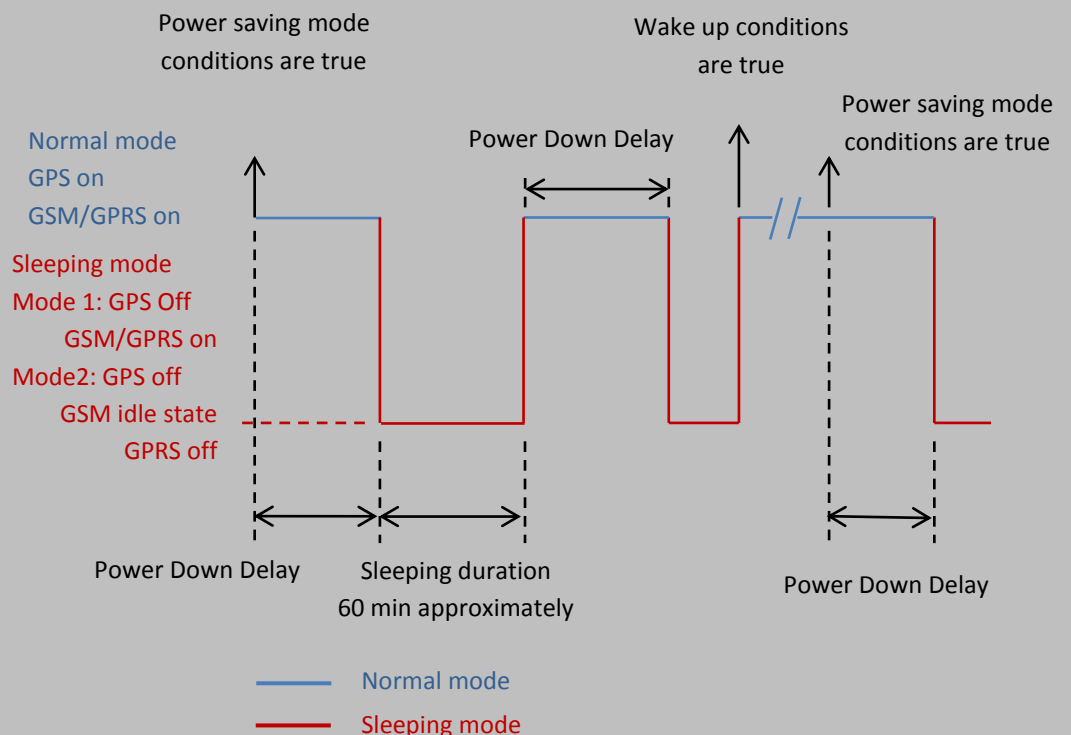 Power saving mode
conditions are true
Wake up conditions
are true
Power saving mode
conditions are true
Power Down Delay
Normal mode
GPS on
GSM/GPRS on
Sleeping mode
Mode 1: GPS Off
GSM/GPRS on
Mode2: GPS off
GSM idle state
GPRS off
Power Down Delay
Sleeping duration
60 min approximately
Power Down Delay
Normal mode
Sleeping mode